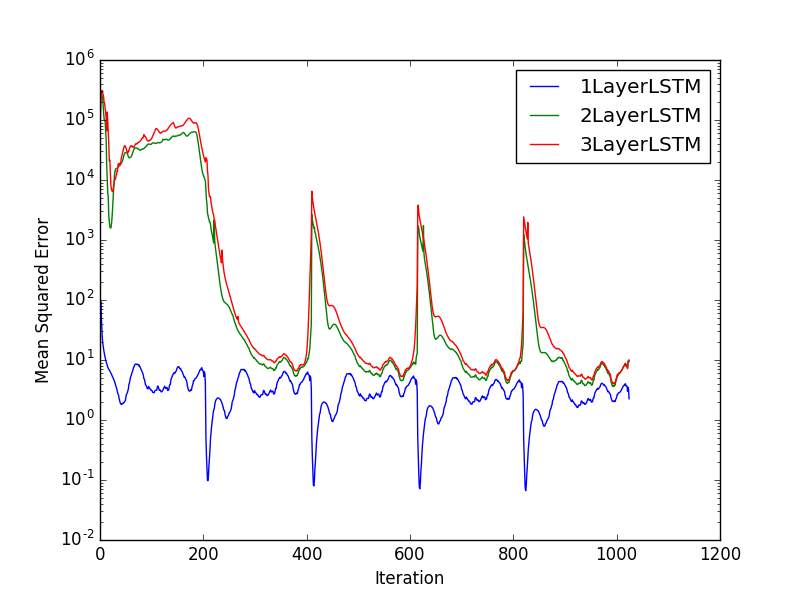 10^6
10^5
10^4
10^3
10^2
10^1
10^0
10^-1
10^-2
Mean Squared Error
1LayerLSTM
2LayerLSTM
3LayerLSTM
0 200 400 600 800 1000 1200
Iteration